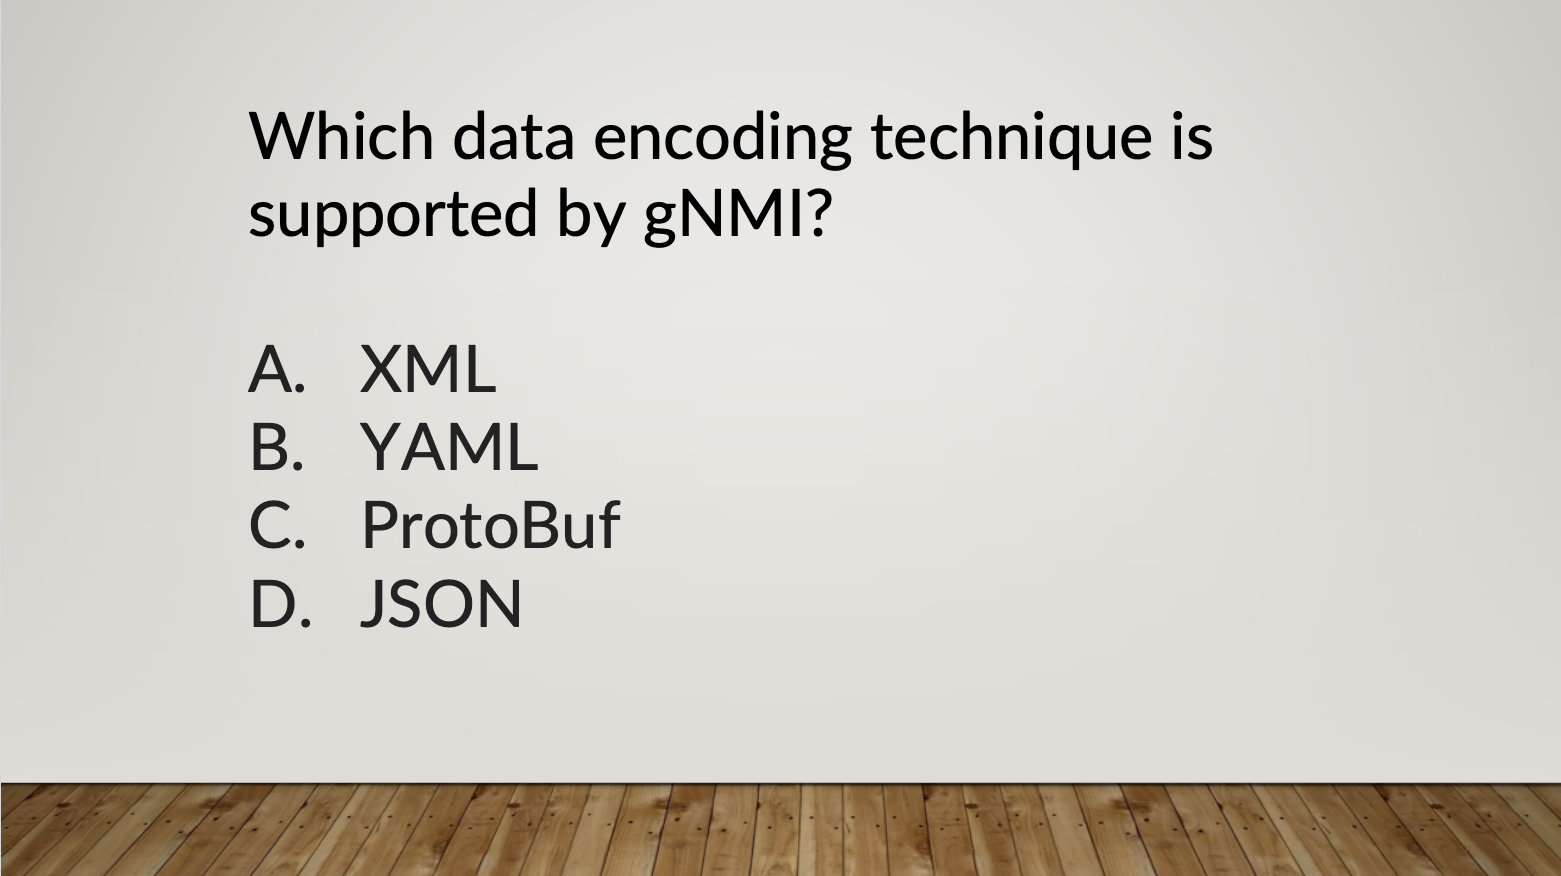 Which data encoding technique is
supported by gNMI?
A. XML
B. YAML
C. ProtoBuf
D. JSON